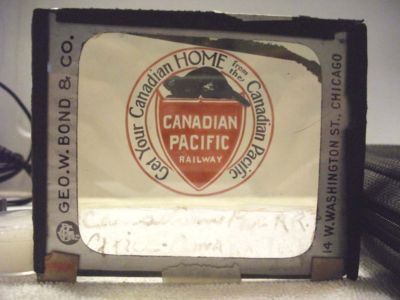 GEO. W. BOND & CO.
Get Your Canadian HOME from the Canadian Pacific
CANADIAN
PACIFIC
RAILWAY
R.R.
14 W. WASHINGTON ST., CHICAGO